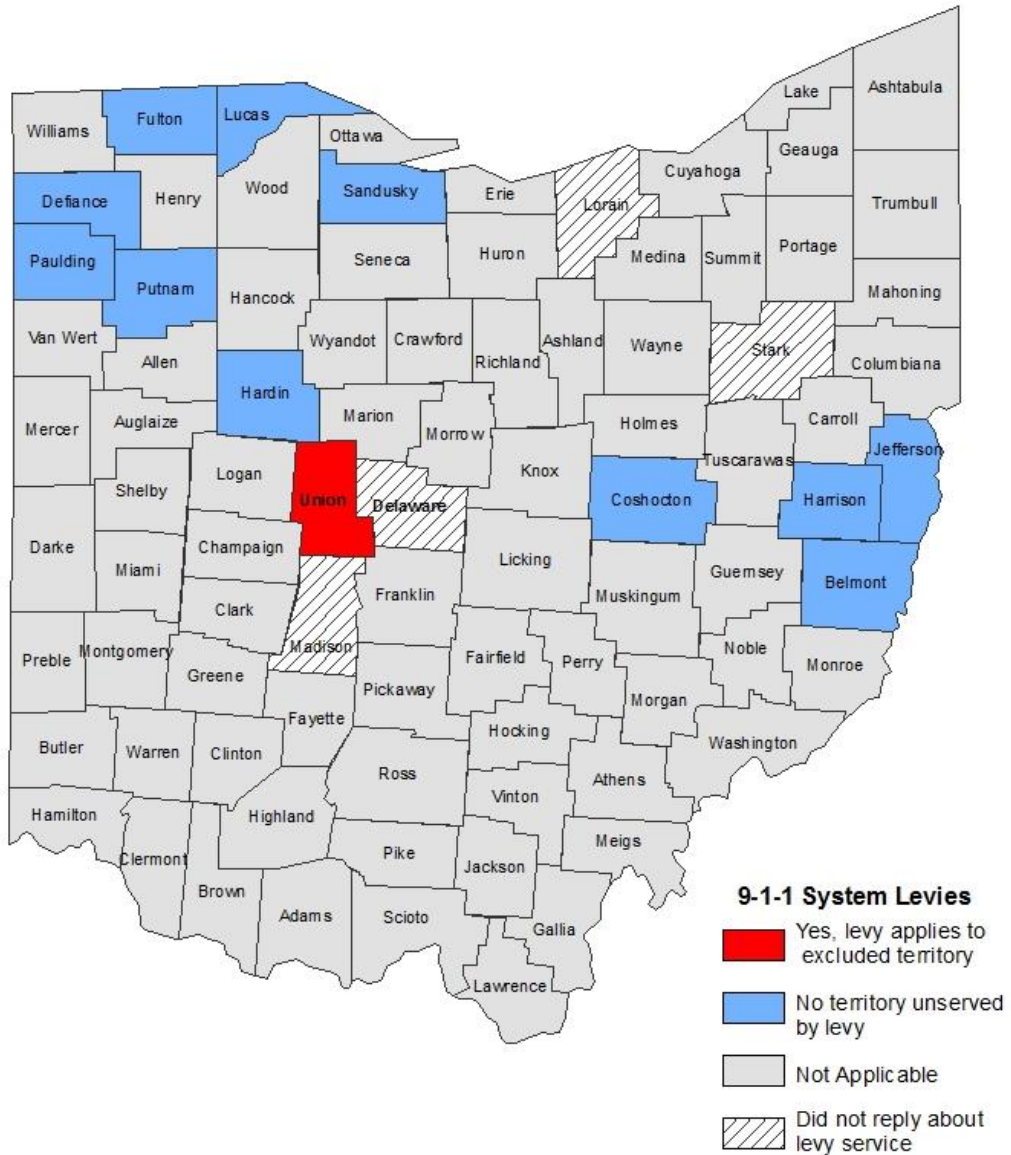 Ashtabula
Lake
Geauga
Cuyahoga
Trumbull
Williams
Fulton
Lucas
Ottawa
Wood
Henry
Defiance
Sandusky
Erie
Lorain
Paulding
Putnam
Hancock
Seneca
Huron
Medina
Summit
Portage
Mahoning
Van Wert
Allen
Wyandot
Crawford
Richland
Ashland
Wayne
Stark
Columbiana
Hardin
Mercer
Auglaize
Marion
Morrow
Holmes
Carroll
Jefferson
Tuscarawas
Logan
Shelby
Union
Delaware
Knox
Coshocton
Harrison
Darke
Miami
Champaign
Licking
Guernsey
Belmont
Clark
Franklin
Muskingum
Madison
Preble
Montgomery
Greene
Fairfield
Perry
Noble
Monroe
Pickaway
Morgan
Fayette
Hocking
Washington
Butler
Warren
Clinton
Ross
Athens
Vinton
Hamilton
Highland
Meigs
Clermont
Pike
Jackson
Brown
Adams
Scioto
Gallia
Lawrence
9-1-1 System Levies
Yes, levy applies to
excluded territory
No territory unserved
by levy
Not Applicable
Did not reply about
levy service